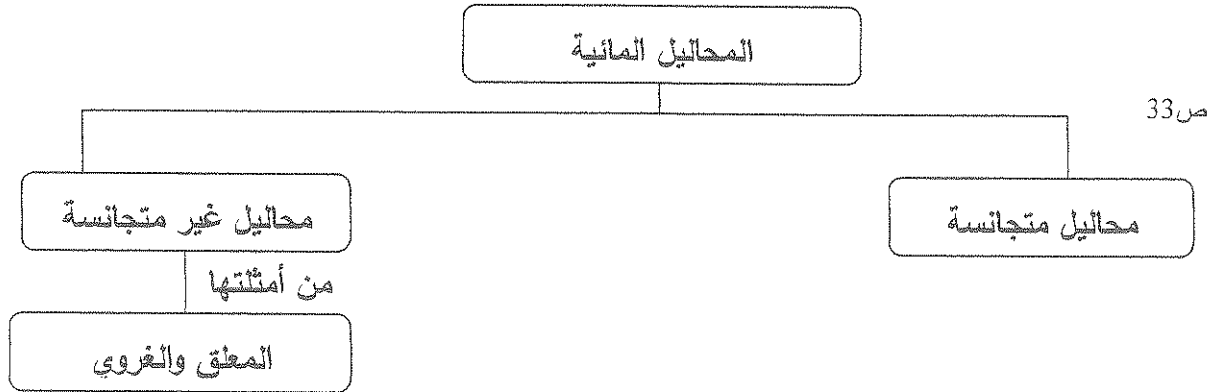 المحاليل المائية
ص33
محاليل متجانسة
محاليل غير متجانسة
من أمثلتها
المعلق والغروي